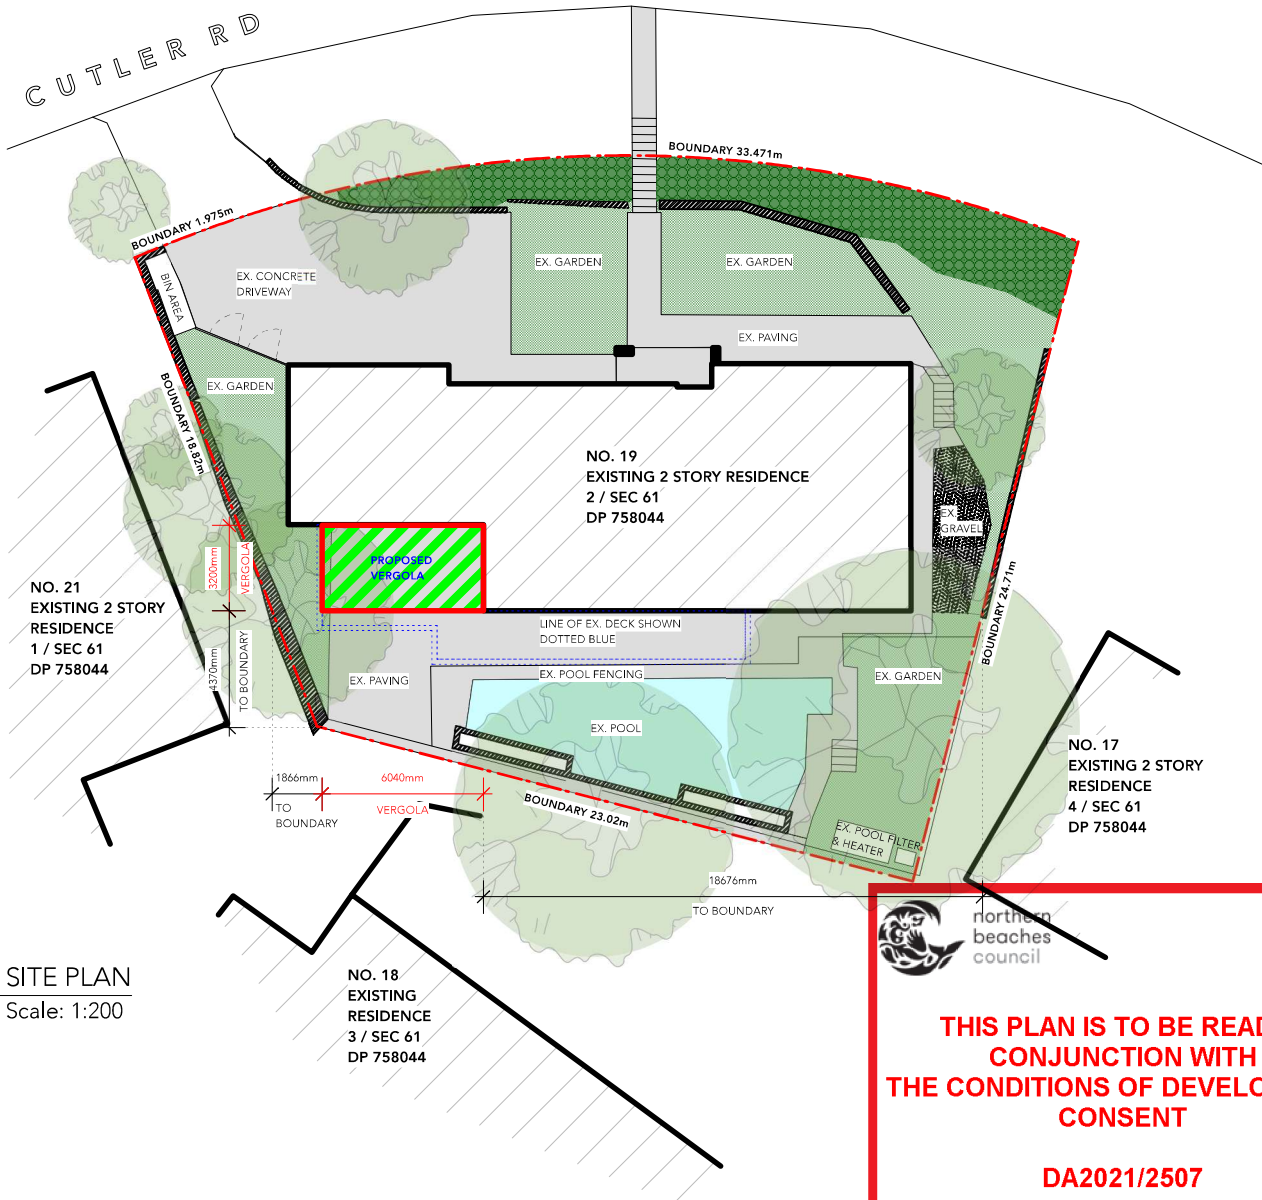 CUTLER RD
BOUNDARY 33.471m
BOUNDARY 1.975m
BIN AREA
EX. CONCRETE
DRIVEWAY
EX. GARDEN
EX. GARDEN
EX. PAVING
EX. GARDEN
BOUNDARY 18.82m
NO. 19
EXISTING 2 STORY RESIDENCE
2 / SEC 61
DP 758044
EX.
GRAVEL
PROPOSED
VERGOLA
3200mm
VERGOLA
NO. 21
EXISTING 2 STORY
RESIDENCE
1 / SEC 61
DP 758044
4370mm
TO BOUNDARY
LINE OF EX. DECK SHOWN
DOTTED BLUE
BOUNDARY 24.71m
EX. PAVING
EX. POOL FENCING
EX. GARDEN
EX. POOL
NO. 17
EXISTING 2 STORY
RESIDENCE
4 / SEC 61
DP 758044
1866mm
TO
BOUNDARY
6040mm
VERGOLA
BOUNDARY 23.02m
EX. POOL FILTER
& HEATER
18676mm
TO BOUNDARY
northern
beaches
council
SITE PLAN
Scale: 1:200
NO. 18
EXISTING
RESIDENCE
3 / SEC 61
DP 758044
THIS PLAN IS TO BE READ
CONJUNCTION WITH
THE CONDITIONS OF DEVELO
CONSENT
DA2021/2507